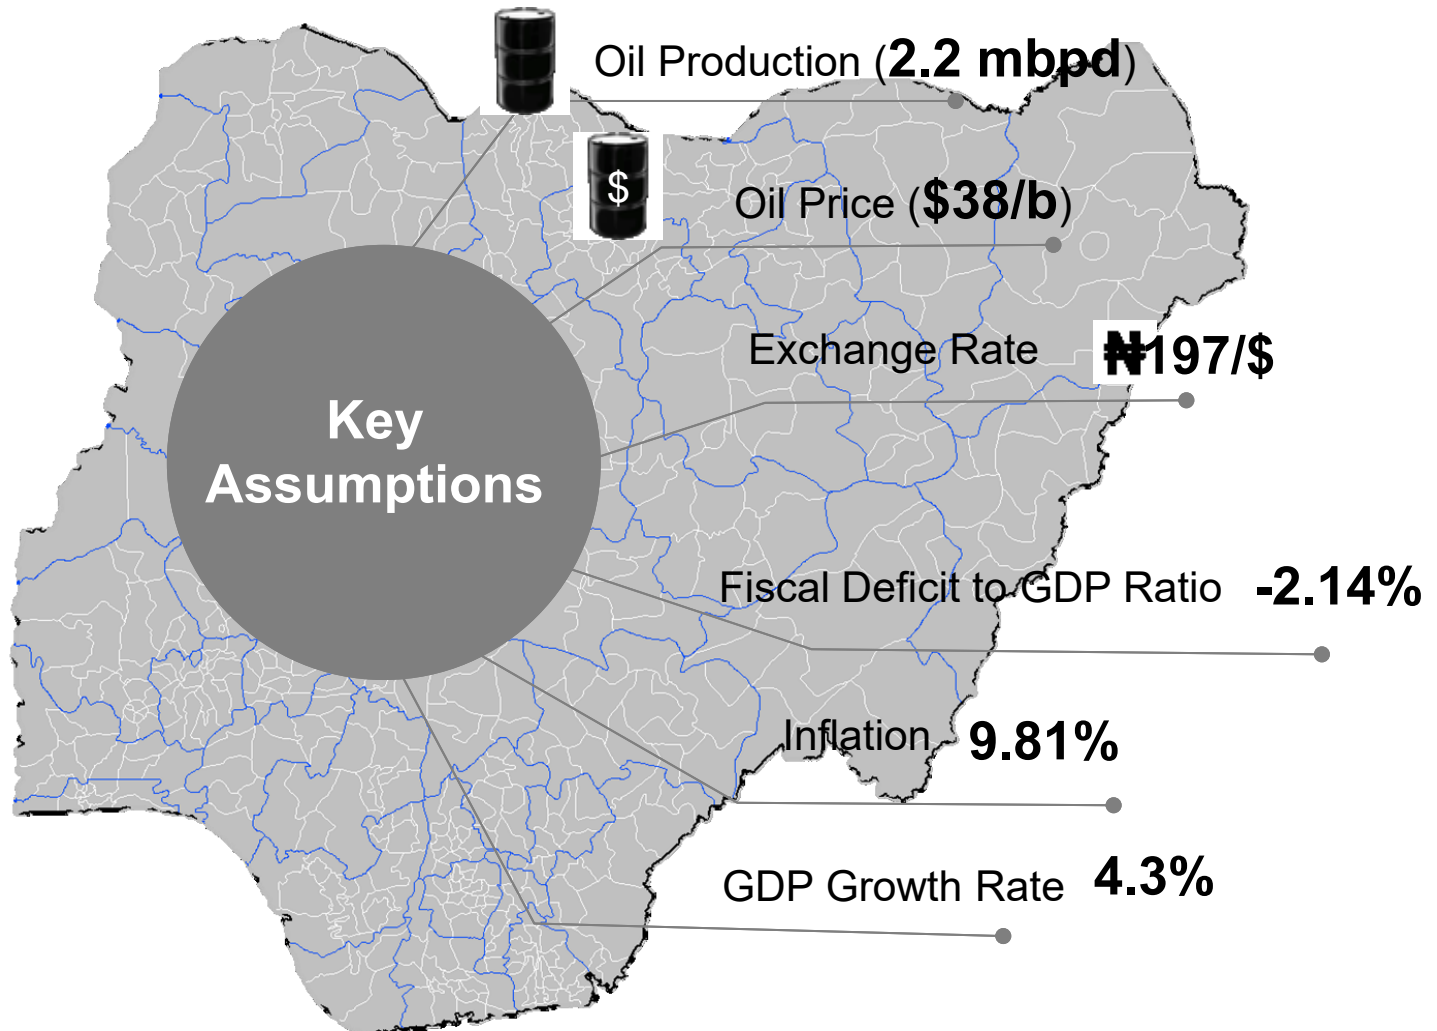 Oil Production (2.2 mbpd)
$
Oil Price ($38/b)
Exchange Rate ₦197/$
Key
Assumptions
Fiscal Deficit to GDP Ratio -2.14%
Inflation 9.81%
GDP Growth Rate 4.3%